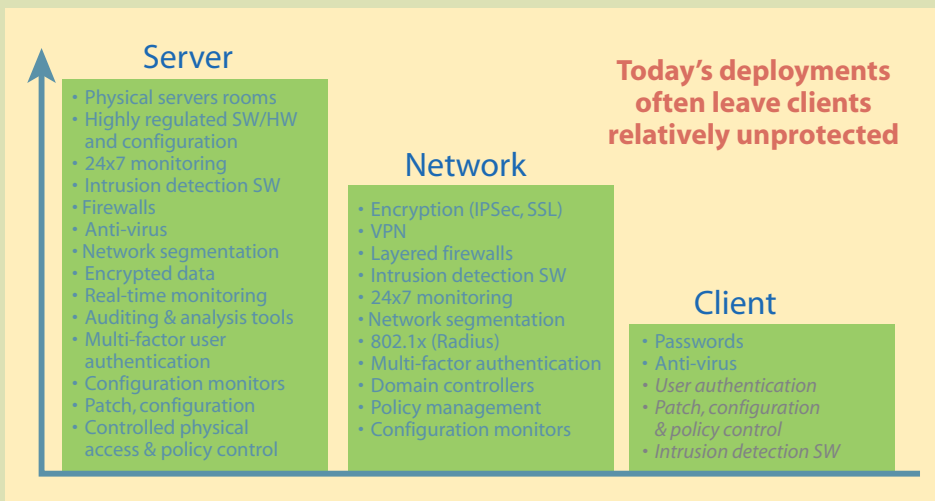 Server
• Physical servers rooms
• Highly regulated SW/HW
and configuration
• 24x7 monitoring
• Intrusion detection SW
• Firewalls
• Anti-virus
• Network segmentation
• Encrypted data
• Real-time monitoring
• Auditing & analysis tools
• Multi-factor user
authentication
• Configuration monitors
• Patch, configuration
• Controlled physical
access & policy control
Network
• Encryption (IPSec, SSL)
• VPN
• Layered firewalls
• Intrusion detection SW
• 24x7 monitoring
• Network segmentation
• 802.1x (Radius)
• Multi-factor authentication
• Domain controllers
• Policy management
• Configuration monitors
Today's deployments
often leave clients
relatively unprotected
Client
• Passwords
• Anti-virus
• User authentication
• Patch, configuration
& policy control
• Intrusion detection SW